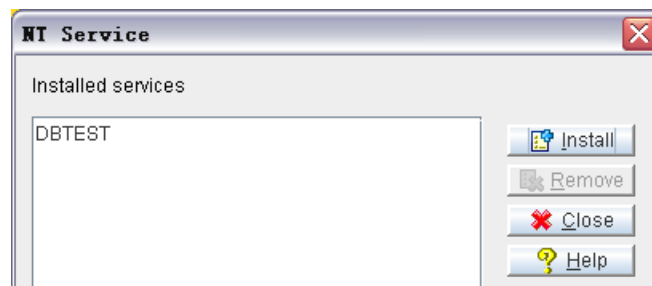 NT Service
Installed services
DBTEST
Install
Remove
Close
Help